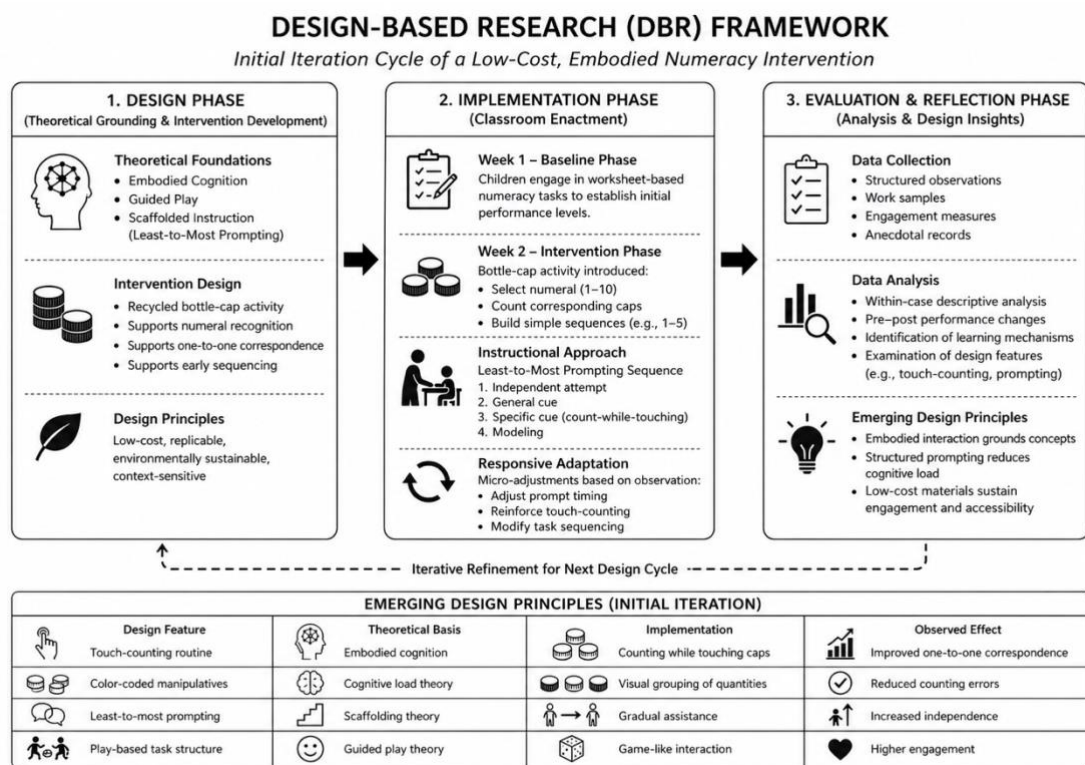 DESIGN-BASED RESEARCH (DBR) FRAMEWORK
Initial Iteration Cycle of a Low-Cost, Embodied Numeracy Intervention
1. DESIGN PHASE
(Theoretical Grounding & Intervention Development)
Theoretical Foundations
• Embodied Cognition
• Guided Play
• Scaffolded Instruction
(Least-to-Most Prompting)
Intervention Design
• Recycled bottle-cap activity
• Supports numeral recognition
• Supports one-to-one correspondence
• Supports early sequencing
Design Principles
Low-cost, replicable,
environmentally sustainable,
context-sensitive
2. IMPLEMENTATION PHASE
(Classroom Enactment)
Week 1 – Baseline Phase
Children engage in worksheet-based
numeracy tasks to establish initial
performance levels.
Week 2 – Intervention Phase
Bottle-cap activity introduced:
• Select numeral (1–10)
• Count corresponding caps
• Build simple sequences (e.g., 1–5)
Instructional Approach
Least-to-Most Prompting Sequence
1. Independent attempt
2. General cue
3. Specific cue (count-while-touching)
4. Modeling
Responsive Adaptation
Micro-adjustments based on observation:
• Adjust prompt timing
• Reinforce touch-counting
• Modify task sequencing
3. EVALUATION & REFLECTION PHASE
(Analysis & Design Insights)
Data Collection
• Structured observations
• Work samples
• Engagement measures
• Anecdotal records
Data Analysis
• Within-case descriptive analysis
• Pre–post performance changes
• Identification of learning mechanisms
• Examination of design features
(e.g., touch-counting, prompting)
Emerging Design Principles
• Embodied interaction grounds concepts
• Structured prompting reduces
cognitive load
• Low-cost materials sustain
engagement and accessibility
Iterative Refinement for Next Design Cycle
EMERGING DESIGN PRINCIPLES (INITIAL ITERATION)
Design Feature Theoretical Basis Implementation Observed Effect
Touch-counting routine Embodied cognition Counting while touching caps Improved one-to-one correspondence
Color-coded manipulatives Cognitive load theory Visual grouping of quantities Reduced counting errors
Least-to-most prompting Scaffolding theory Gradual assistance Increased independence
Play-based task structure Guided play theory Game-like interaction Higher engagement